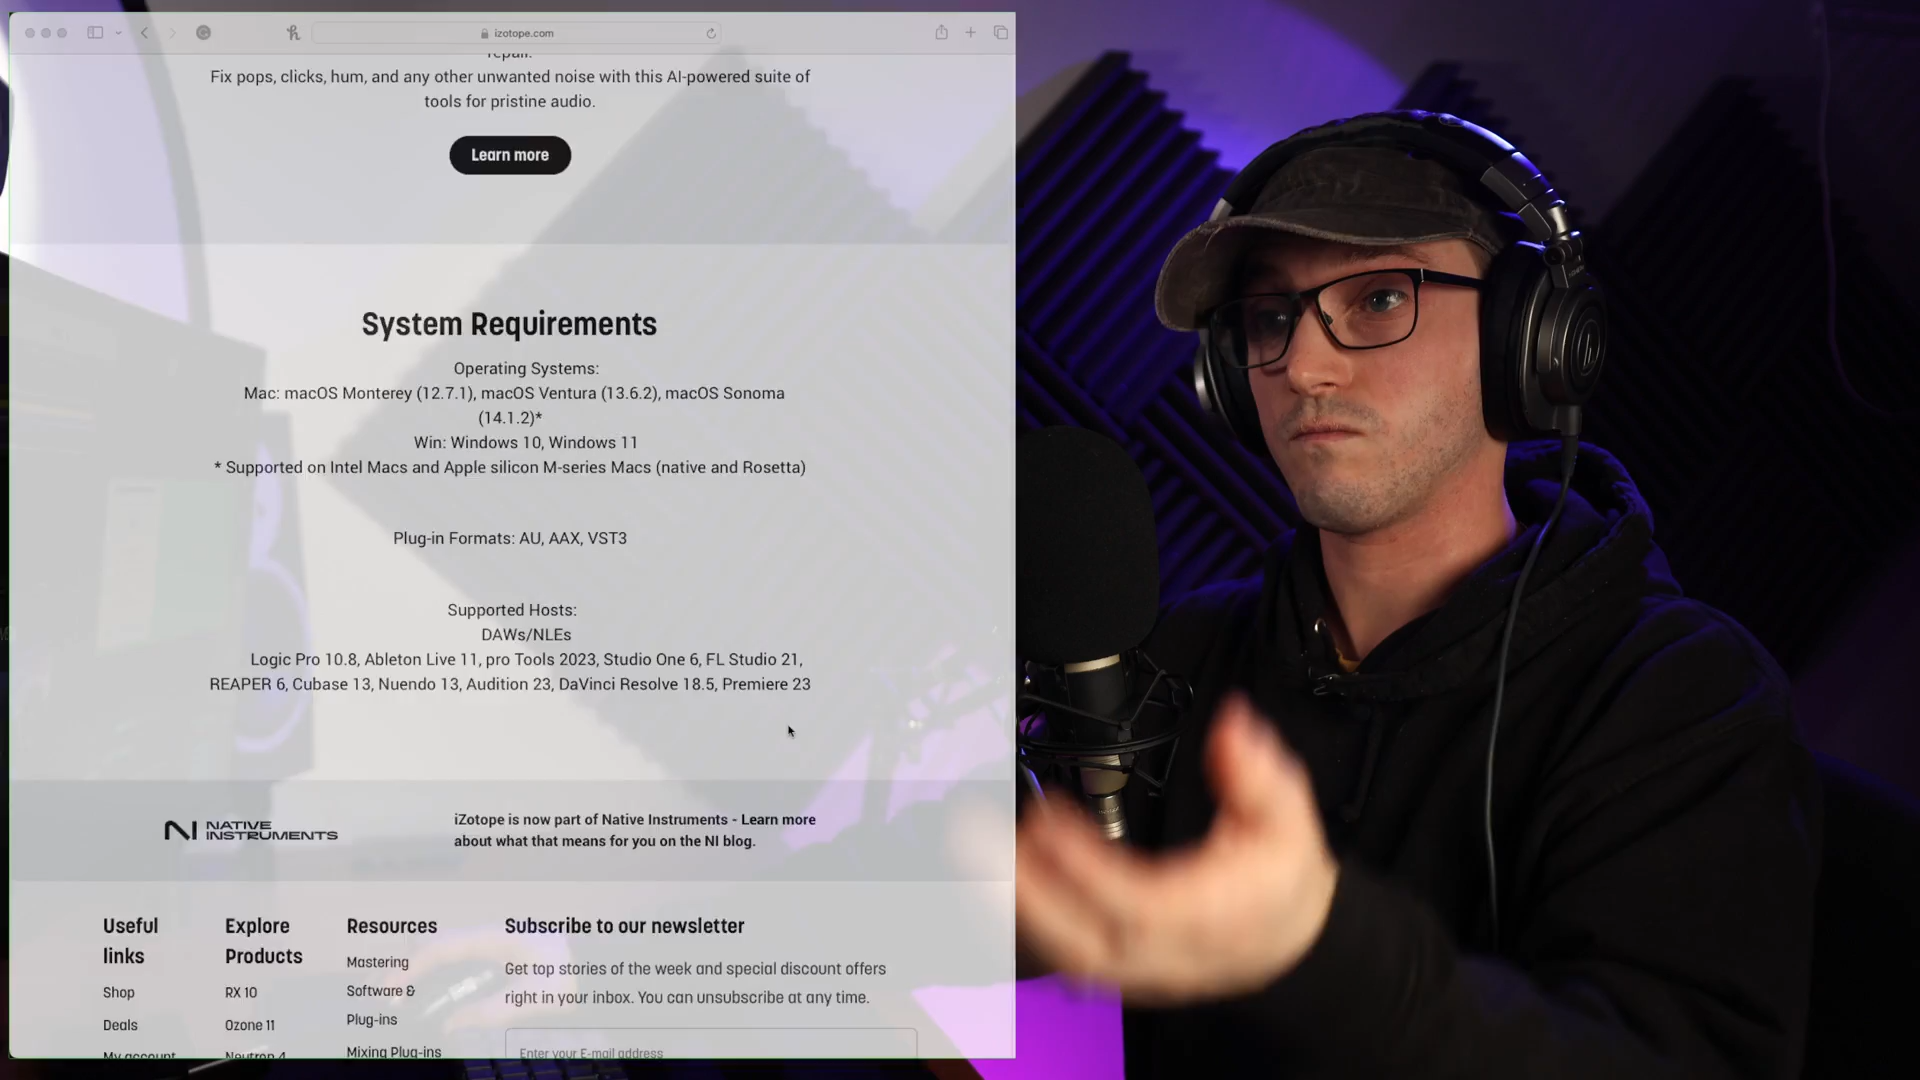 izotope.com
repair.
Fix pops, clicks, hum, and any other unwanted noise with this AI-powered suite of
tools for pristine audio.
Learn more
System Requirements
Operating Systems:
Mac: macOS Monterey (12.7.1), macOS Ventura (13.6.2), macOS Sonoma
(14.1.2)*
Win: Windows 10, Windows 11
* Supported on Intel Macs and Apple silicon M-series Macs (native and Rosetta)
Plug-in Formats: AU, AAX, VST3
Supported Hosts:
DAWs/NLEs
Logic Pro 10.8, Ableton Live 11, pro Tools 2023, Studio One 6, FL Studio 21,
REAPER 6, Cubase 13, Nuendo 13, Audition 23, DaVinci Resolve 18.5, Premiere 23
NATIVE
INSTRUMENTS
iZotope is now part of Native Instruments - Learn more
about what that means for you on the NI blog.
Useful
links
Shop
Deals
My account
Explore
Products
RX 10
Ozone 11
Neutron 4
Resources
Mastering
Software &
Plug-ins
Mixing Plug-ins
Subscribe to our newsletter
Get top stories of the week and special discount offers
right in your inbox. You can unsubscribe at any time.
Enter your E-mail address